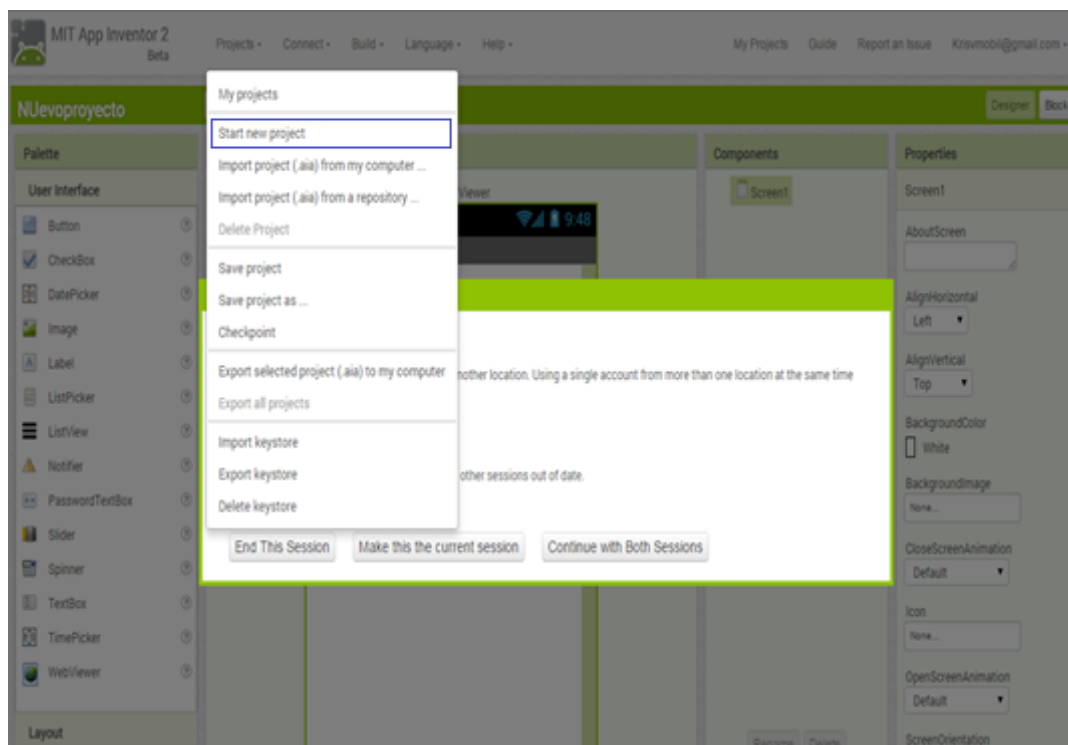 MIT App Inventor 2
Beta
Projects
Connect
Build
Language
Help
My Projects
Guide
Report an Issue
Krisvmobil@gmail.com
NUevoproyecto
Designer
Block
My projects
Start new project
Import project (.aia) from my computer ...
Import project (.aia) from a repository ...
Delete Project
Save project
Save project as ...
Checkpoint
Export selected project (.aia) to my computer
Export all projects
Import keystore
Export keystore
Delete keystore
Palette
User Interface
Button
CheckBox
DatePicker
Image
Label
ListPicker
ListView
Notifier
PasswordTextBox
Slider
Spinner
TextBox
TimePicker
WebViewer
Layout
Viewer
9:48
nother location. Using a single account from more than one location at the same time
other sessions out of date.
End This Session
Make this the current session
Continue with Both Sessions
Components
Screen1
Rename
Delete
Properties
Screen1
AboutScreen
AlignHorizontal
Left
AlignVertical
Top
BackgroundColor
White
BackgroundImage
None...
CloseScreenAnimation
Default
Icon
None...
OpenScreenAnimation
Default
ScreenOrientation